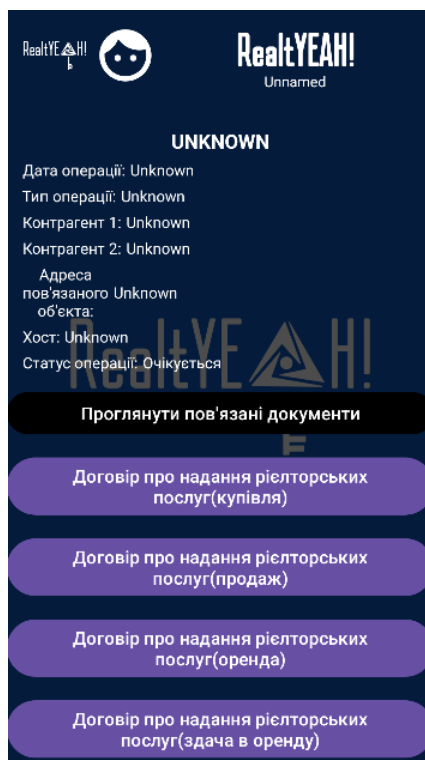 RealtYEAH!
RealtYEAH!
Unnamed
UNKNOWN
Дата операції: Unknown
Тип операції: Unknown
Контрагент 1: Unknown
Контрагент 2: Unknown
Адреса
пов'язаного Unknown
об'єкта:
Хост: Unknown
Статус операції: Очікується
RealtYEAH!
Проглянути пов'язані документи
Договір про надання рієлторських
послуг(купівля)
Договір про надання рієлторських
послуг(продаж)
Договір про надання рієлторських
послуг(оренда)
Договір про надання рієлторських
послуг(здача в оренду)